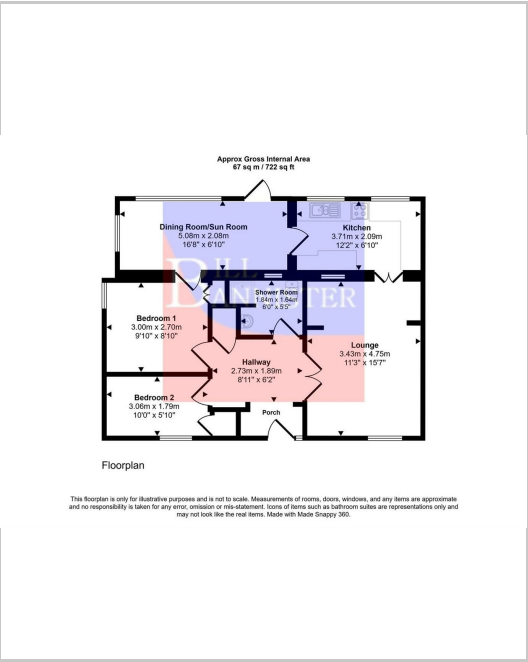 Approx Gross Internal Area
67 sq m / 722 sq ft
Dining Room/Sun Room
5.08m x 2.08m
16'8" x 6'10"
Kitchen
3.71m x 2.09m
12'2" x 6'10"
BILL
BANNISTER
Shower Room
1.84m x 1.64m
6'0" x 5'5"
Bedroom 1
3.00m x 2.70m
9'10" x 8'10"
Lounge
3.43m x 4.75m
11'3" x 15'7"
Hallway
2.73m x 1.89m
8'11" x 6'2"
Bedroom 2
3.06m x 1.79m
10'0" x 5'10"
Porch
Floorplan
This floorplan is only for illustrative purposes and is not to scale. Measurements of rooms, doors, windows, and any items are approximate
and no responsibility is taken for any error, omission or mis-statement. Icons of items such as bathroom suites are representations only and
may not look like the real items. Made with Made Snappy 360.